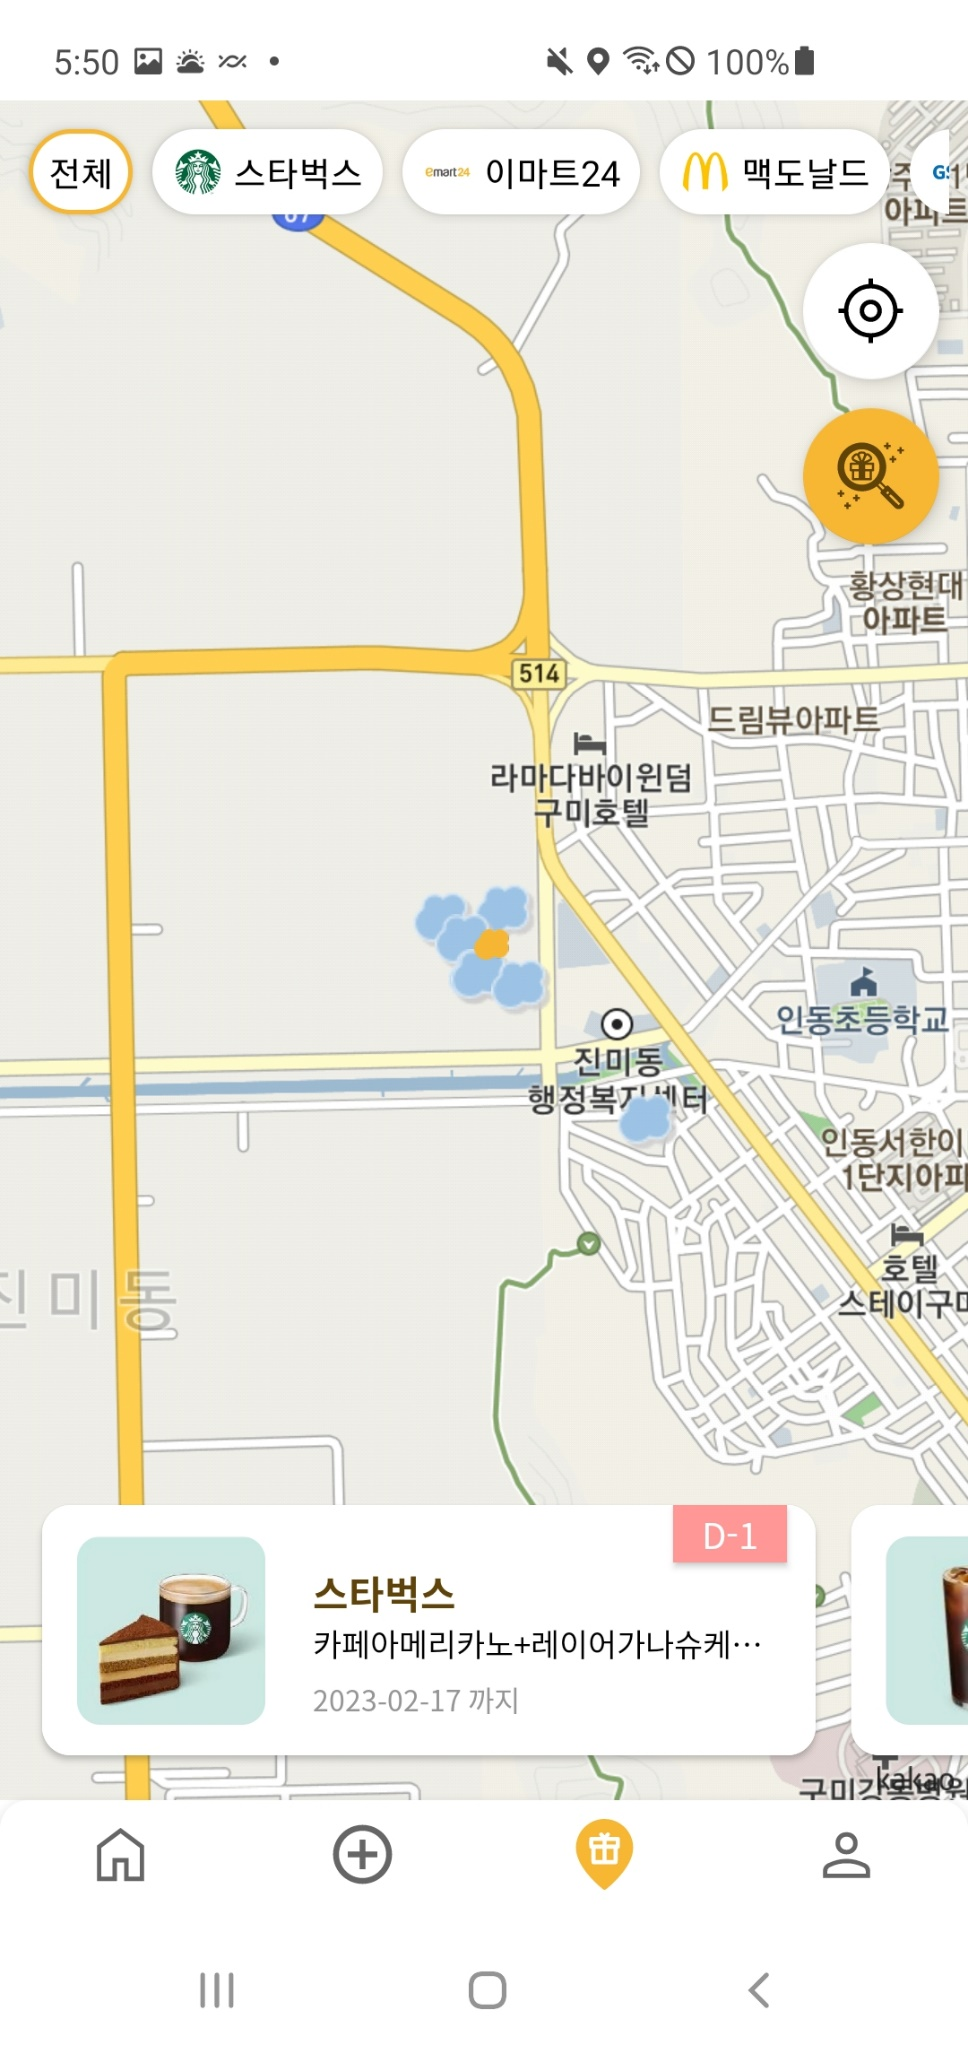 5:50
100%
전체
스타벅스
emart24
이마트24
맥도날드
아파트
514
황상현대
아파트
드림뷰아파트
라마다바이윈덤
구미호텔
인동초등학교
진미동
행정복지센터
인동서한이
1단지아파
호텔
스테이구미
진미동
D-1
스타벅스
카페아메리카노+레이어가나슈케…
2023-02-17 까지
kakao